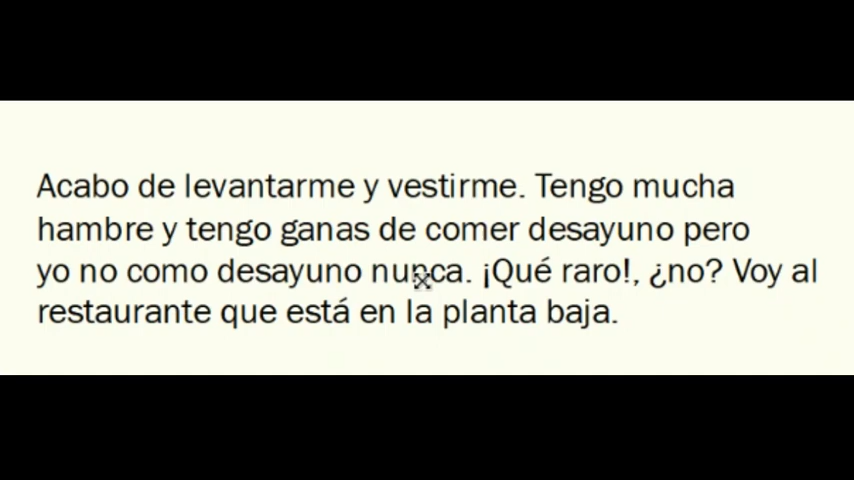 Acabo de levantarme y vestirme. Tengo mucha
hambre y tengo ganas de comer desayuno pero
yo no como desayuno nunca. ¡Qué raro!, ¿no? Voy al
restaurante que está en la planta baja.